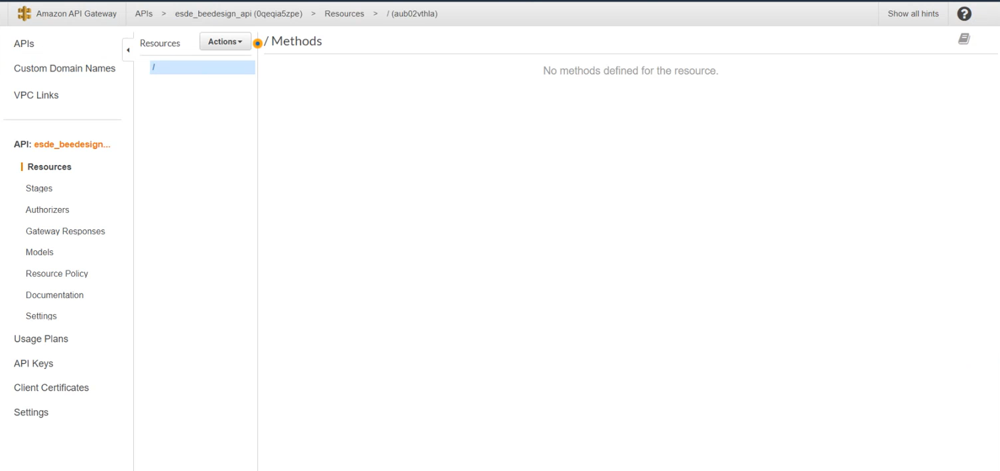 Amazon API Gateway APIs > esde_beedesign_api (0qeqia5zpe) > Resources > / (aub02vthla) Show all hints ?
APIs
Custom Domain Names
VPC Links
API: esde_beedesign...
Resources
Stages
Authorizers
Gateway Responses
Models
Resource Policy
Documentation
Settings
Usage Plans
API Keys
Client Certificates
Settings
Resources Actions
/
/ Methods
No methods defined for the resource.